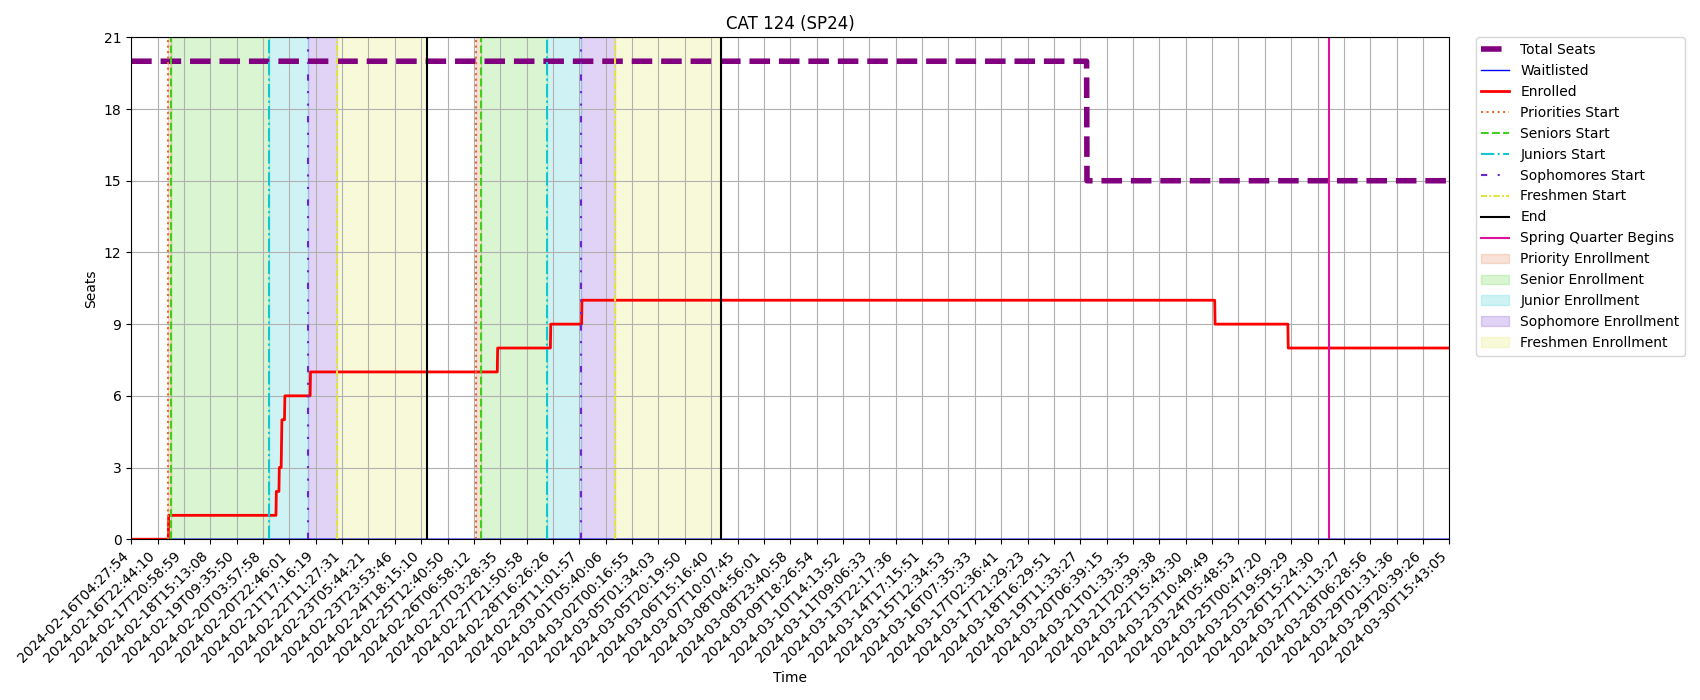 CAT 124 (SP24)
Seats
21
18
15
12
9
6
3
0
2024-02-16T04:27:54
2024-02-16T22:44:10
2024-02-17T20:58:59
2024-02-18T15:13:08
2024-02-19T09:35:50
2024-02-20T03:57:58
2024-02-20T22:46:01
2024-02-21T17:16:19
2024-02-22T11:27:31
2024-02-23T05:44:21
2024-02-23T23:53:46
2024-02-24T18:15:10
2024-02-25T12:40:50
2024-02-26T06:58:12
2024-02-27T03:28:35
2024-02-27T21:50:58
2024-02-28T16:26:26
2024-02-29T11:01:57
2024-03-01T05:40:06
2024-03-02T00:16:55
2024-03-05T01:34:03
2024-03-05T20:19:50
2024-03-06T15:16:40
2024-03-07T10:07:45
2024-03-08T04:56:01
2024-03-08T23:40:58
2024-03-09T18:26:54
2024-03-10T14:13:52
2024-03-11T09:06:33
2024-03-13T22:17:36
2024-03-14T17:15:51
2024-03-15T12:34:53
2024-03-16T07:35:33
2024-03-17T02:36:41
2024-03-17T21:29:23
2024-03-18T16:29:51
2024-03-19T11:33:27
2024-03-20T06:39:15
2024-03-21T01:33:35
2024-03-21T20:39:38
2024-03-22T15:43:30
2024-03-23T10:49:49
2024-03-24T05:48:53
2024-03-25T00:47:20
2024-03-25T19:59:29
2024-03-26T15:24:30
2024-03-27T11:13:27
2024-03-28T06:28:56
2024-03-29T01:31:36
2024-03-29T20:39:26
2024-03-30T15:43:05
Time
Total Seats
Waitlisted
Enrolled
Priorities Start
Seniors Start
Juniors Start
Sophomores Start
Freshmen Start
End
Spring Quarter Begins
Priority Enrollment
Senior Enrollment
Junior Enrollment
Sophomore Enrollment
Freshmen Enrollment